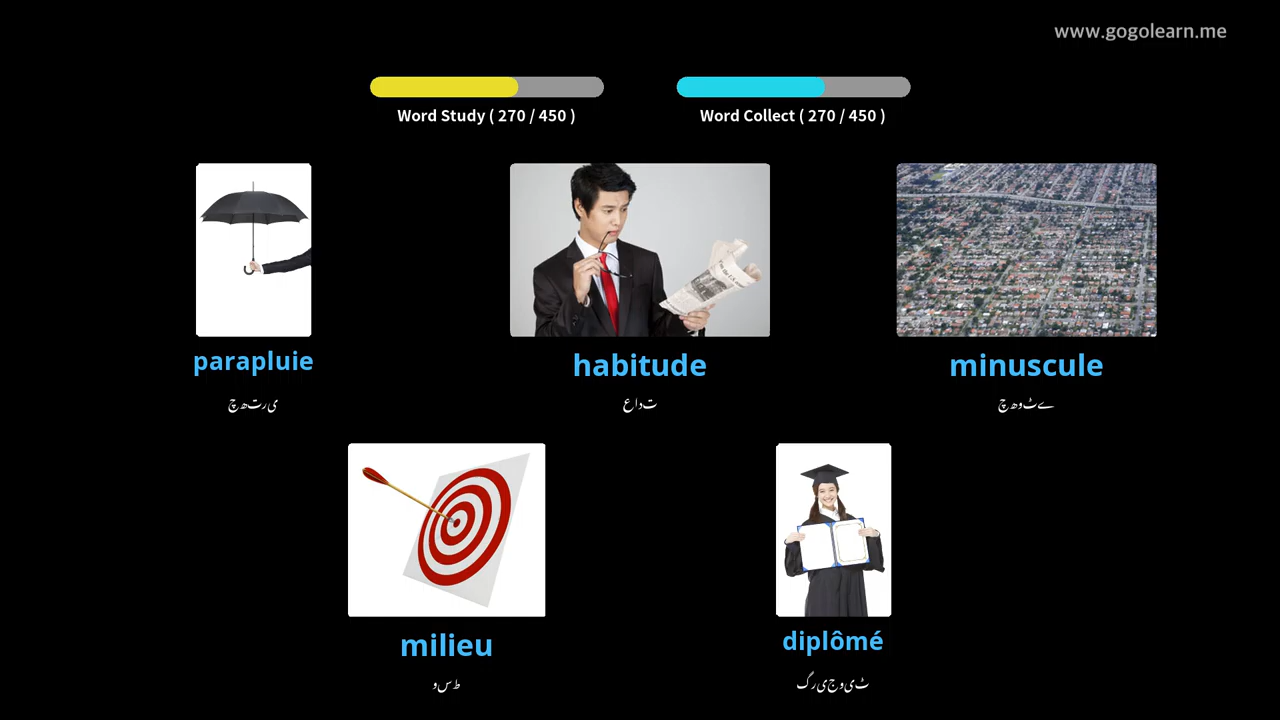 www.gogolearn.me
Word Study ( 270 / 450 )
Word Collect ( 270 / 450 )
parapluie
چھتری
habitude
عادت
minuscule
چھوٹے
milieu
وسط
diplômé
گریجویٹ